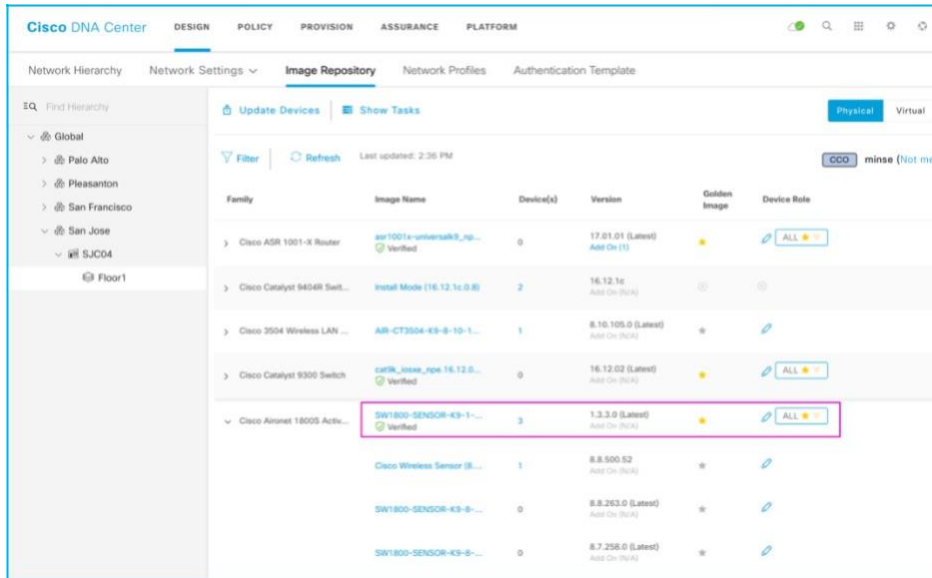 Cisco DNA Center DESIGN POLICY PROVISION ASSURANCE PLATFORM
Network Hierarchy Network Settings Image Repository Network Profiles Authentication Template
Find Hierarchy
Update Devices Show Tasks Physical Virtual
Global
Palo Alto
Pleasanton
San Francisco
San Jose
SJC04
Floor1
Filter Refresh Last updated: 2:36 PM CCO minse (Not me
Family Image Name Device(s) Version Golden Image Device Role
Cisco ASR 1001-X Router asr1001x-universalk9_np... 0 17.01.01 (Latest) ALL
Verified Add On (1)
Cisco Catalyst 9404R Swit... Install Mode (16.12.1c.0.8) 2 16.12.1c
Add On (N/A)
Cisco 3504 Wireless LAN ... AIR-CT3504-K9-8-10-1... 1 8.10.105.0 (Latest)
Add On (N/A)
Cisco Catalyst 9300 Switch cat9k_iosxe_npe.16.12.0... 0 16.12.02 (Latest) ALL
Verified Add On (N/A)
Cisco Aironet 1800S Activ... SW1800-SENSOR-K9-1-... 3 1.3.3.0 (Latest) ALL
Verified Add On (N/A)
Cisco Wireless Sensor (8.... 1 8.8.500.52
Add On (N/A)
SW1800-SENSOR-K9-8-... 0 8.8.263.0 (Latest)
Add On (N/A)
SW1800-SENSOR-K9-8-... 0 8.7.258.0 (Latest)
Add On (N/A)